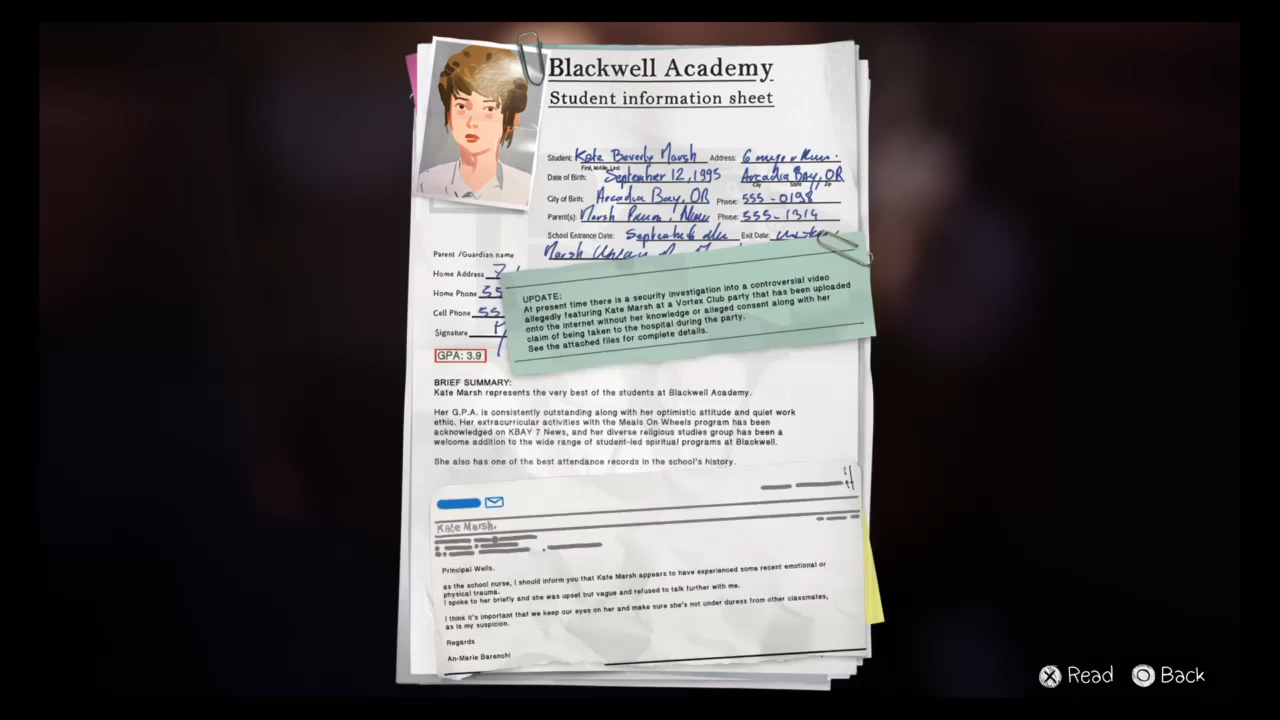 Blackwell Academy
Student information sheet
Student: Kate Beverly Marsh Address: 6
First, Middle, Last
Date of Birth: September 12, 1995 Arcadia Bay, OR
City State Zip
City of Birth: Arcadia Bay, OR Phone: 555-0198
Parent(s): Marsh Phone: 555-1314
School Entrance Date: Exit Date:
Parent /Guardian name Marsh
Home Address
Home Phone 55
Cell Phone 55
Signature
GPA: 3.9
UPDATE:
At present time there is a security investigation into a controversial video
allegedly featuring Kate Marsh at a Vortex Club party that has been uploaded
onto the internet without her knowledge or alleged consent along with her
claim of being taken to the hospital during the party.
See the attached files for complete details.
BRIEF SUMMARY:
Kate Marsh represents the very best of the students at Blackwell Academy.
Her G.P.A. is consistently outstanding along with her optimistic attitude and quiet work
ethic. Her extracurricular activities with the Meals On Wheels program has been
acknowledged on KBAY 7 News, and her diverse religious studies group has been a
welcome addition to the wide range of student-led spiritual programs at Blackwell.
She also has one of the best attendance records in the school's history.
Kate Marsh.
Principal Wells.
as the school nurse, I should inform you that Kate Marsh appears to have experienced some recent emotional or
physical trauma.
I spoke to her briefly and she was upset but vague and refused to talk further with me.
I think it's important that we keep our eyes on her and make sure she's not under duress from other classmates,
as is my suspicion.
Regards
An-Marie Barenchi
Read Back